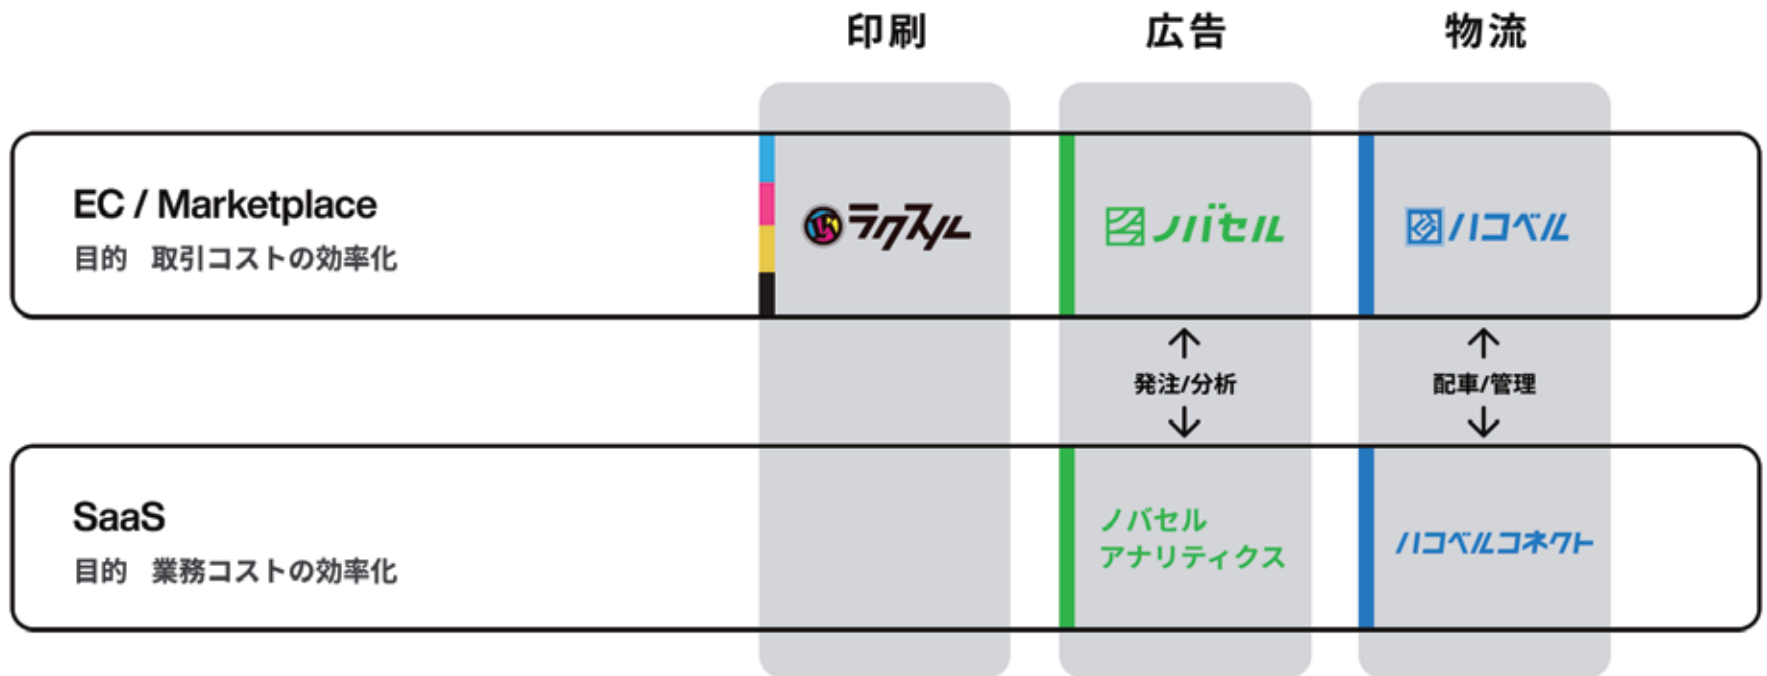 印刷 広告 物流
EC / Marketplace
目的 取引コストの効率化
ラクスル
ノバセル
ハコベル
発注/分析
配車/管理
SaaS
目的 業務コストの効率化
ノバセル
アナリティクス
ハコベルコネクト